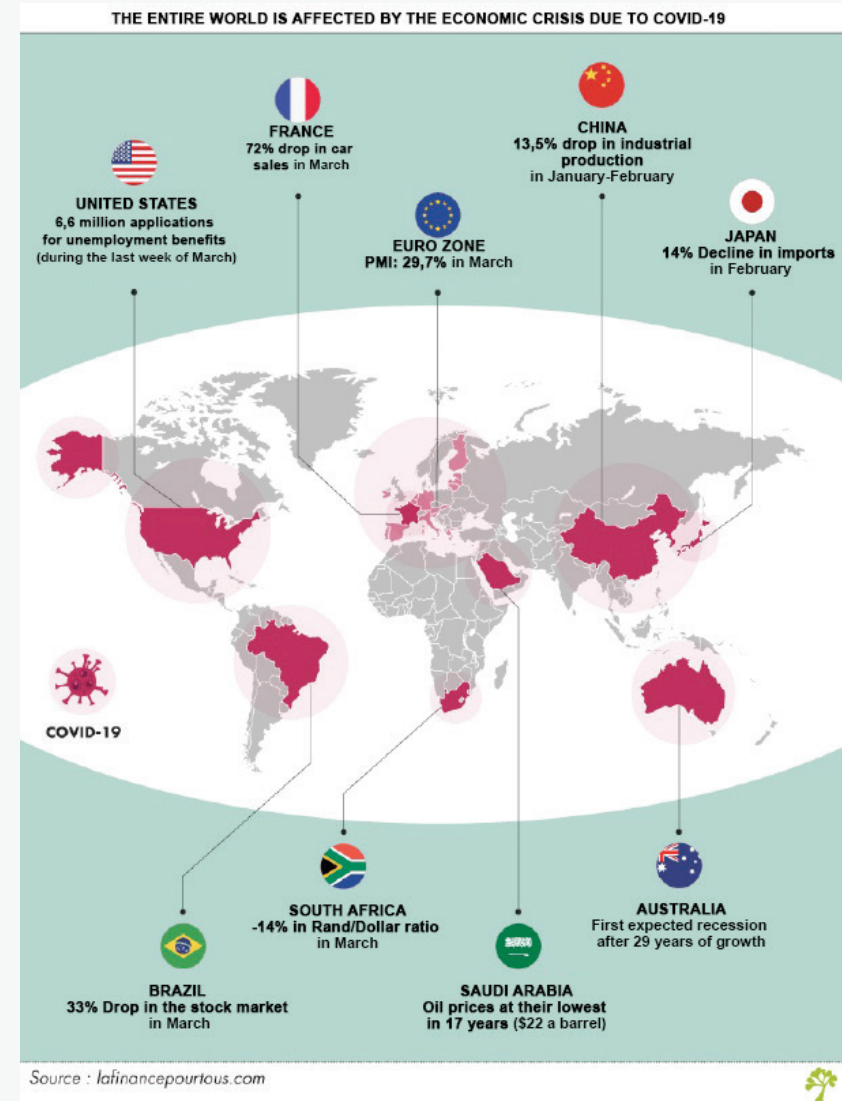 THE ENTIRE WORLD IS AFFECTED BY THE ECONOMIC CRISIS DUE TO COVID-19
UNITED STATES
6,6 million applications
for unemployment benefits
(during the last week of March)
FRANCE
72% drop in car
sales in March
EURO ZONE
PMI: 29,7% in March
CHINA
13,5% drop in industrial
production
in January-February
JAPAN
14% Decline in imports
in February
COVID-19
BRAZIL
33% Drop in the stock market
in March
SOUTH AFRICA
-14% in Rand/Dollar ratio
in March
SAUDI ARABIA
Oil prices at their lowest
in 17 years ($22 a barrel)
AUSTRALIA
First expected recession
after 29 years of growth
Source : lafinancepourtous.com